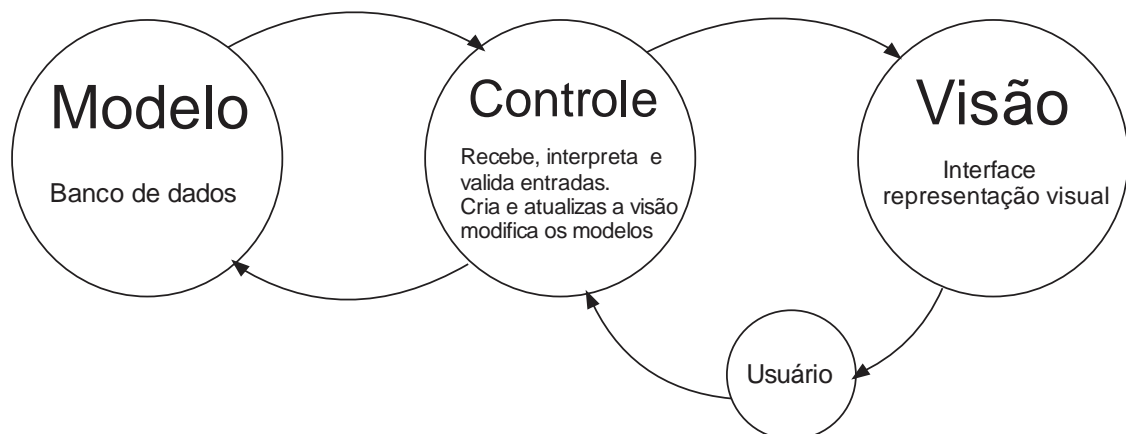 Modelo
Banco de dados
Controle
Recebe, interpreta e
valida entradas.
Cria e atualizas a visão
modifica os modelos
Visão
Interface
representação visual
Usuário